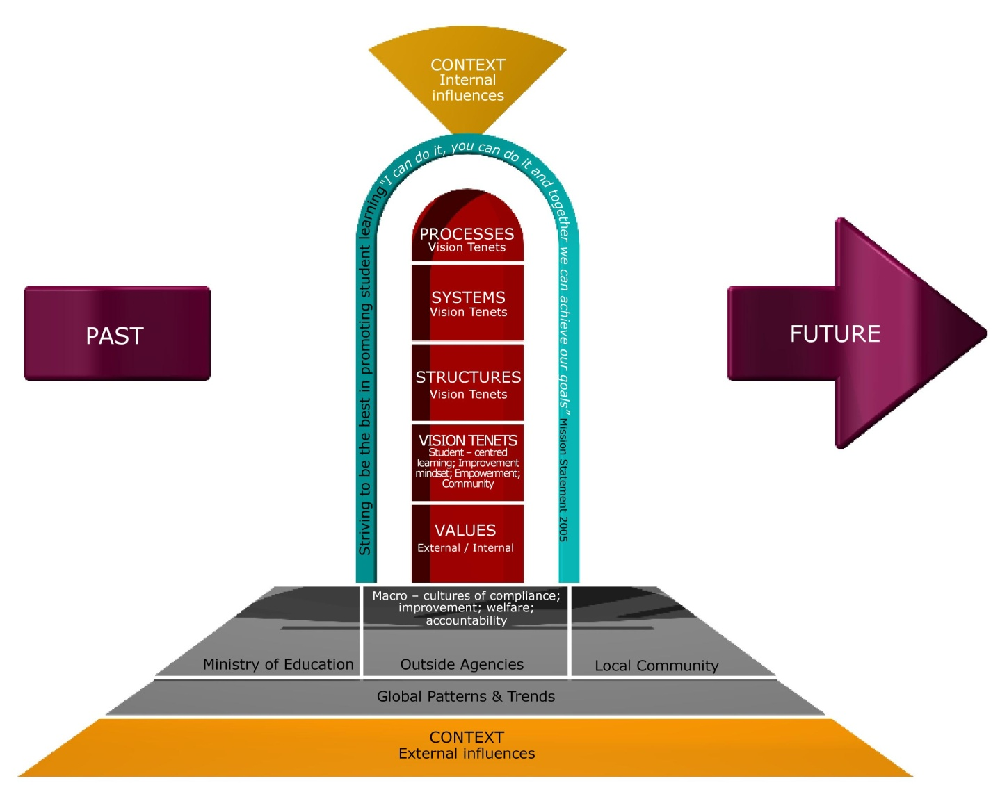 CONTEXT
Internal
influences
Striving to be the best in promoting student learning
“I can do it, you can do it and together we can achieve our goals” Mission Statement 2005
PROCESSES
Vision Tenets
SYSTEMS
Vision Tenets
STRUCTURES
Vision Tenets
VISION TENETS
Student – centred
learning; Improvement
mindset; Empowerment;
Community
VALUES
External / Internal
PAST
FUTURE
Macro – cultures of compliance;
improvement; welfare;
accountability
Ministry of Education
Outside Agencies
Local Community
Global Patterns & Trends
CONTEXT
External influences